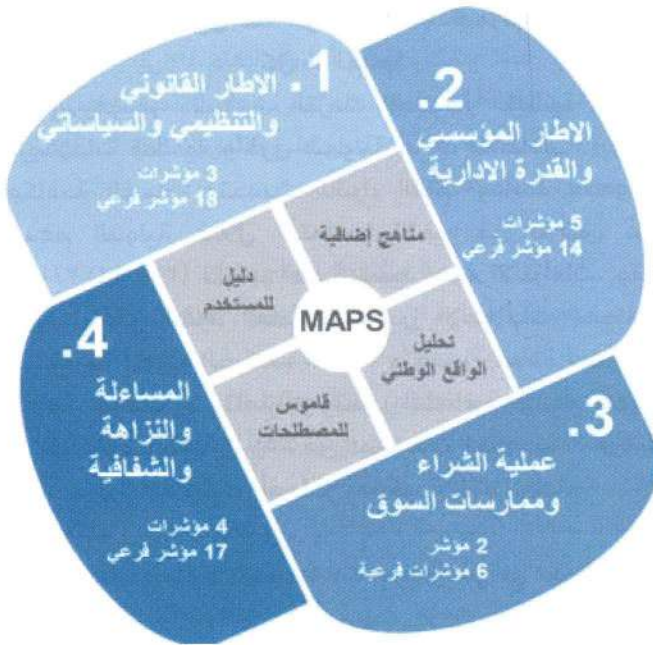 .1
الاطار القانوني
والتنظيمي والسياساتي
3 مؤشرات
18 مؤشر فرعي
.2
الاطار المؤسسي
والقدرة الادارية
5 مؤشرات
14 مؤشر فرعي
مناهج إضافية
دليل
للمستخدم
MAPS
تحليل
الواقع الوطني
قاموس
للمصطلحات
.3
عملية الشراء
وممارسات السوق
2 مؤشر
6 مؤشرات فرعية
.4
المساءلة
والنزاهة
والشفافية
4 مؤشرات
17 مؤشر فرعي